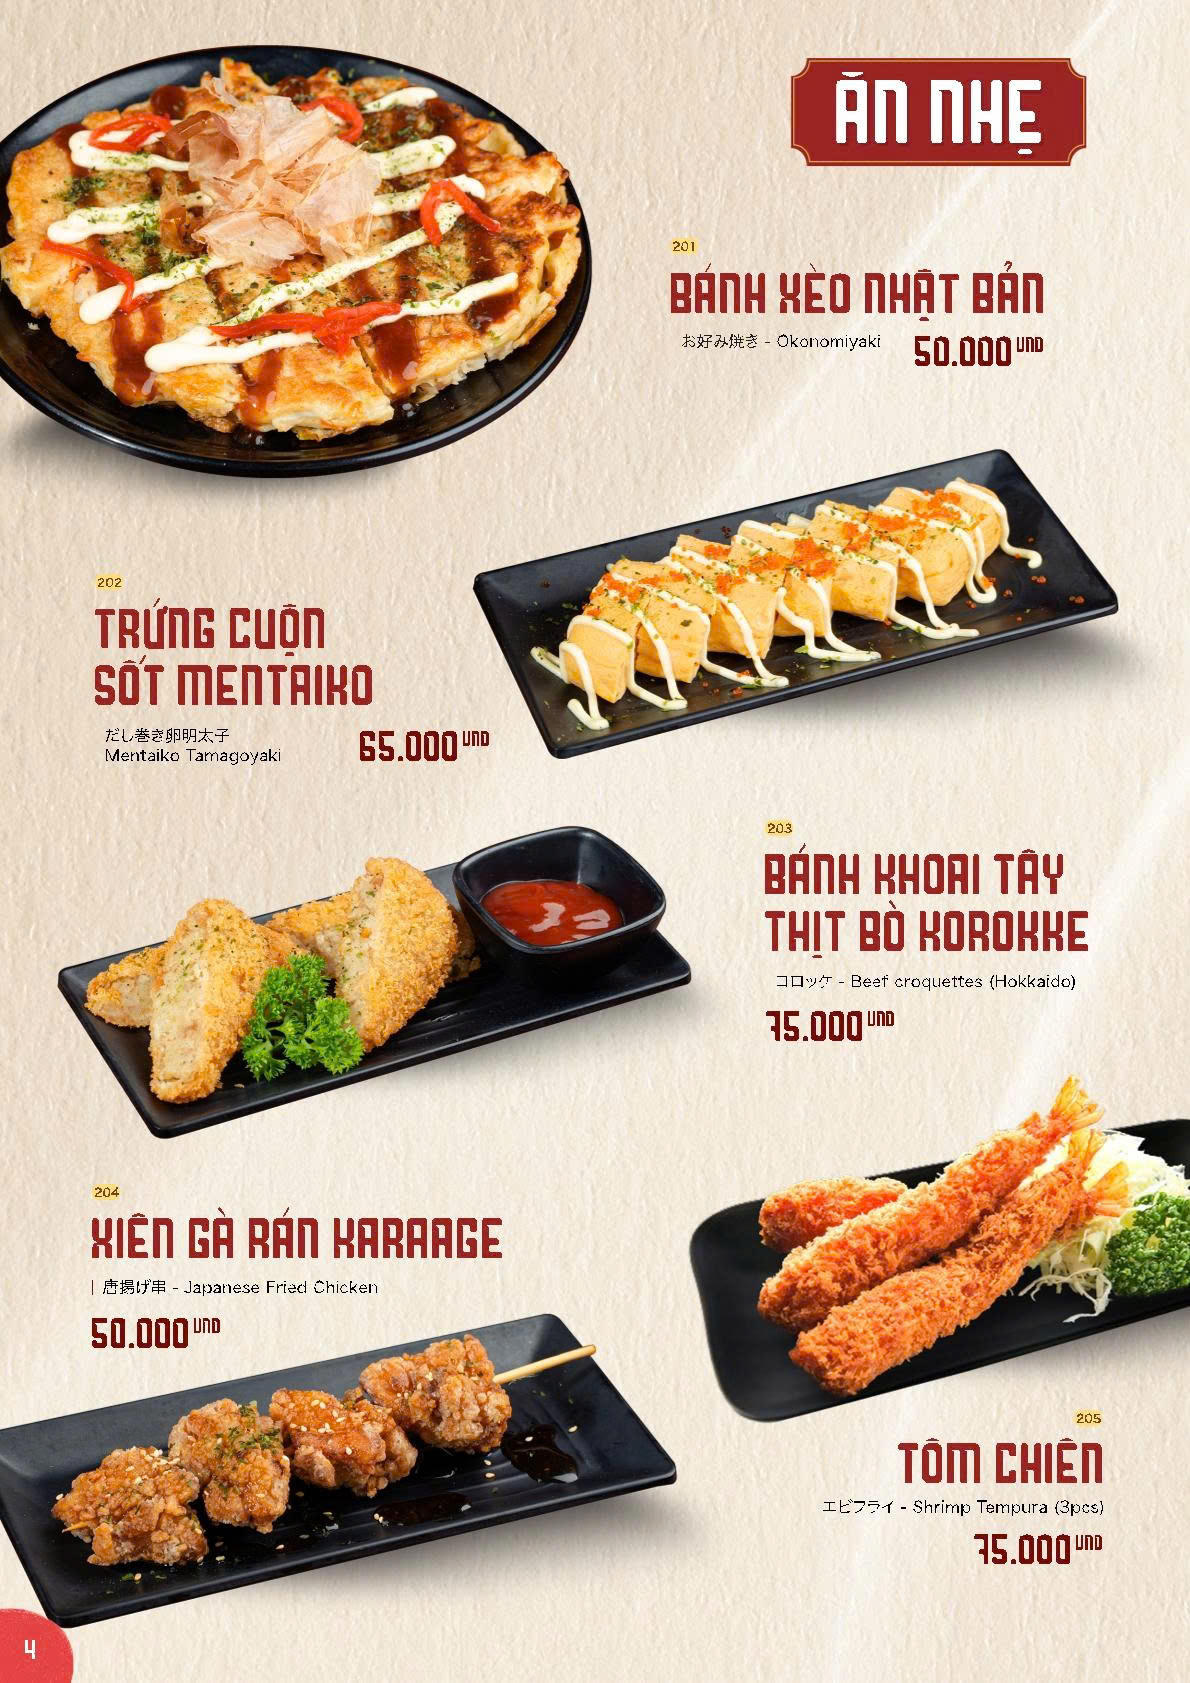 ĂN NHẸ
201
BÁNH XÈO NHẬT BẢN
お好み焼き - Okonomiyaki 50.000 VND
202
TRỨNG CUỘN
SỐT MENTAIKO
だし巻き卵明太子
Mentaiko Tamagoyaki 65.000 VND
203
BÁNH KHOAI TÂY
THỊT BÒ KOROKKE
コロッケ - Beef croquettes (Hokkaido)
75.000 VND
204
XIÊN GÀ RÁN KARAAGE
唐揚げ串 - Japanese Fried Chicken
50.000 VND
205
TÔM CHIÊN
エビフライ - Shrimp Tempura (3pcs)
75.000 VND
4